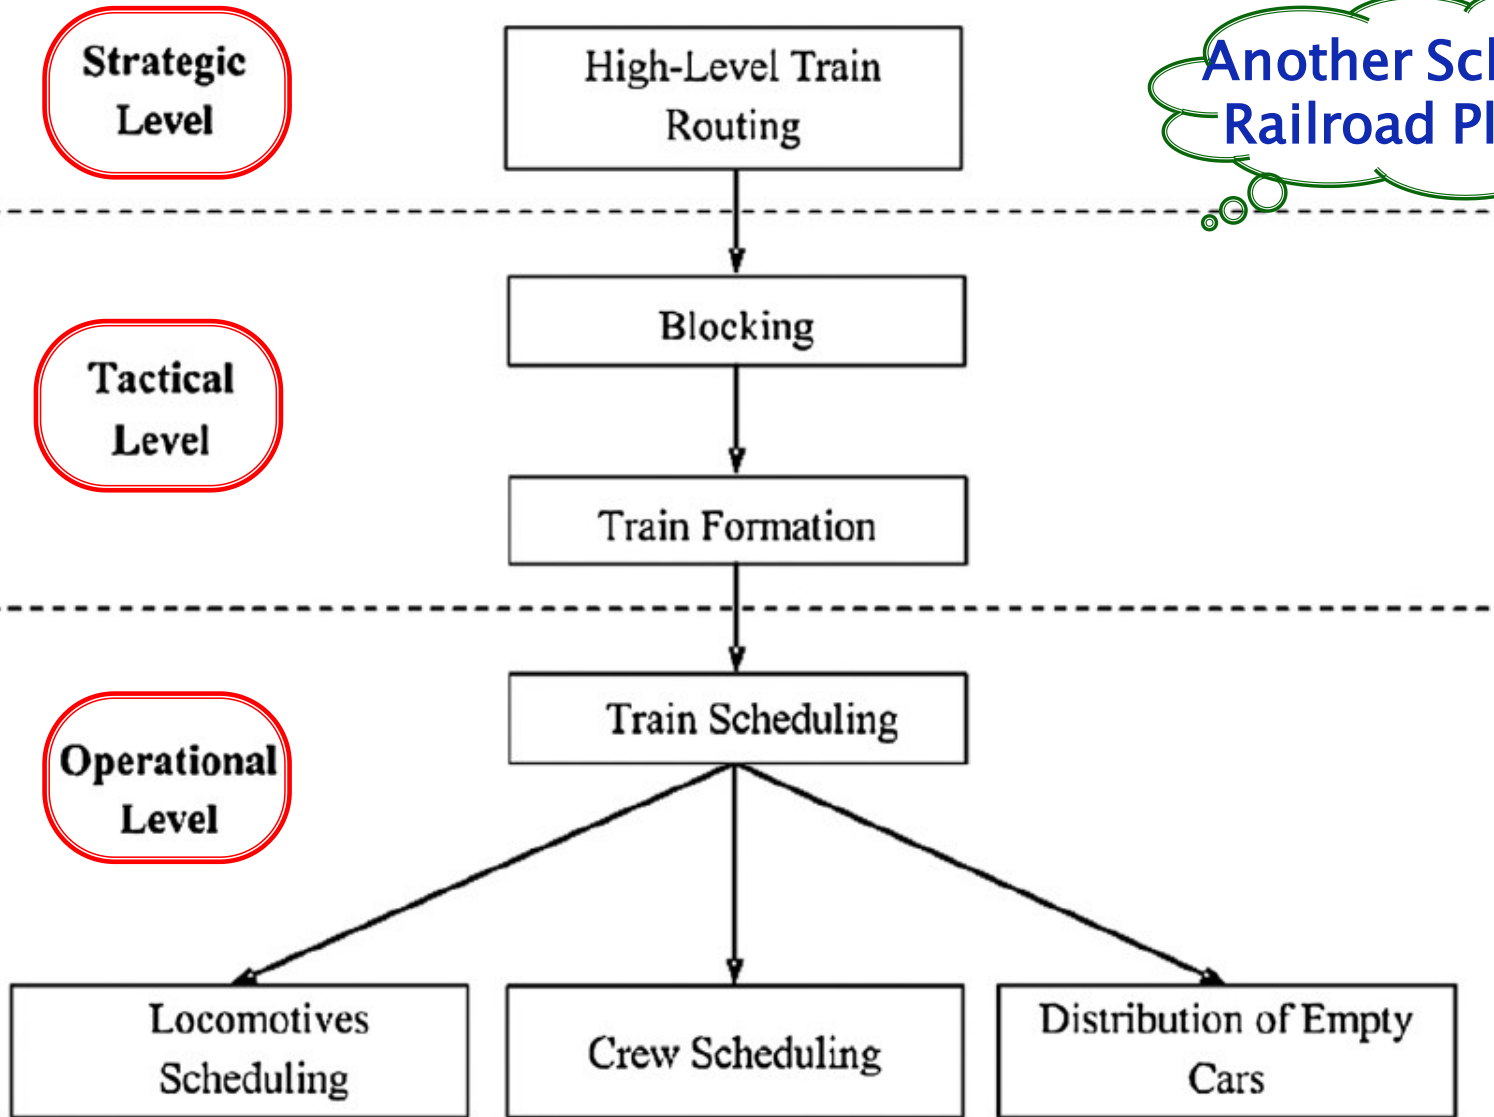 Strategic
Level
High-Level Train
Routing
Another
Railroad
Blocking
Tactical
Level
Train Formation
Train Scheduling
Operational
Level
Locomotives
Scheduling
Crew Scheduling
Distribution of Empty
Cars